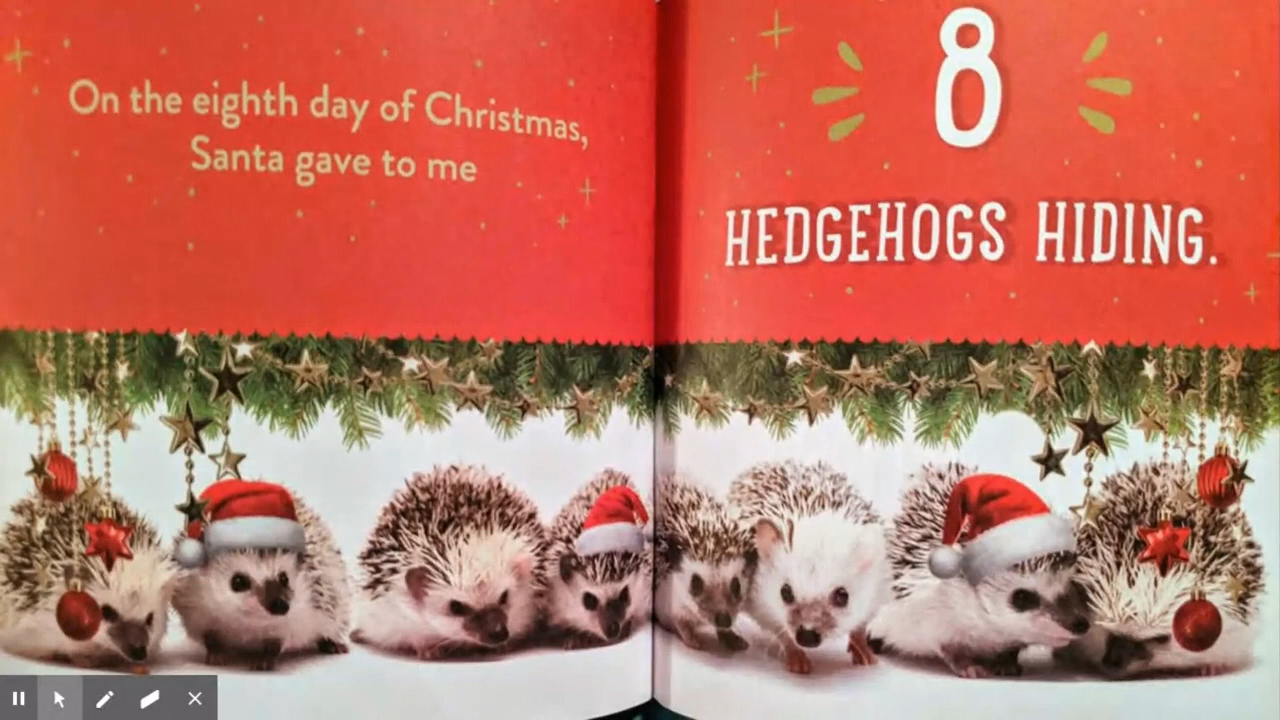 On the eighth day of Christmas,
Santa gave to me
8
HEDGEHOGS HIDING.